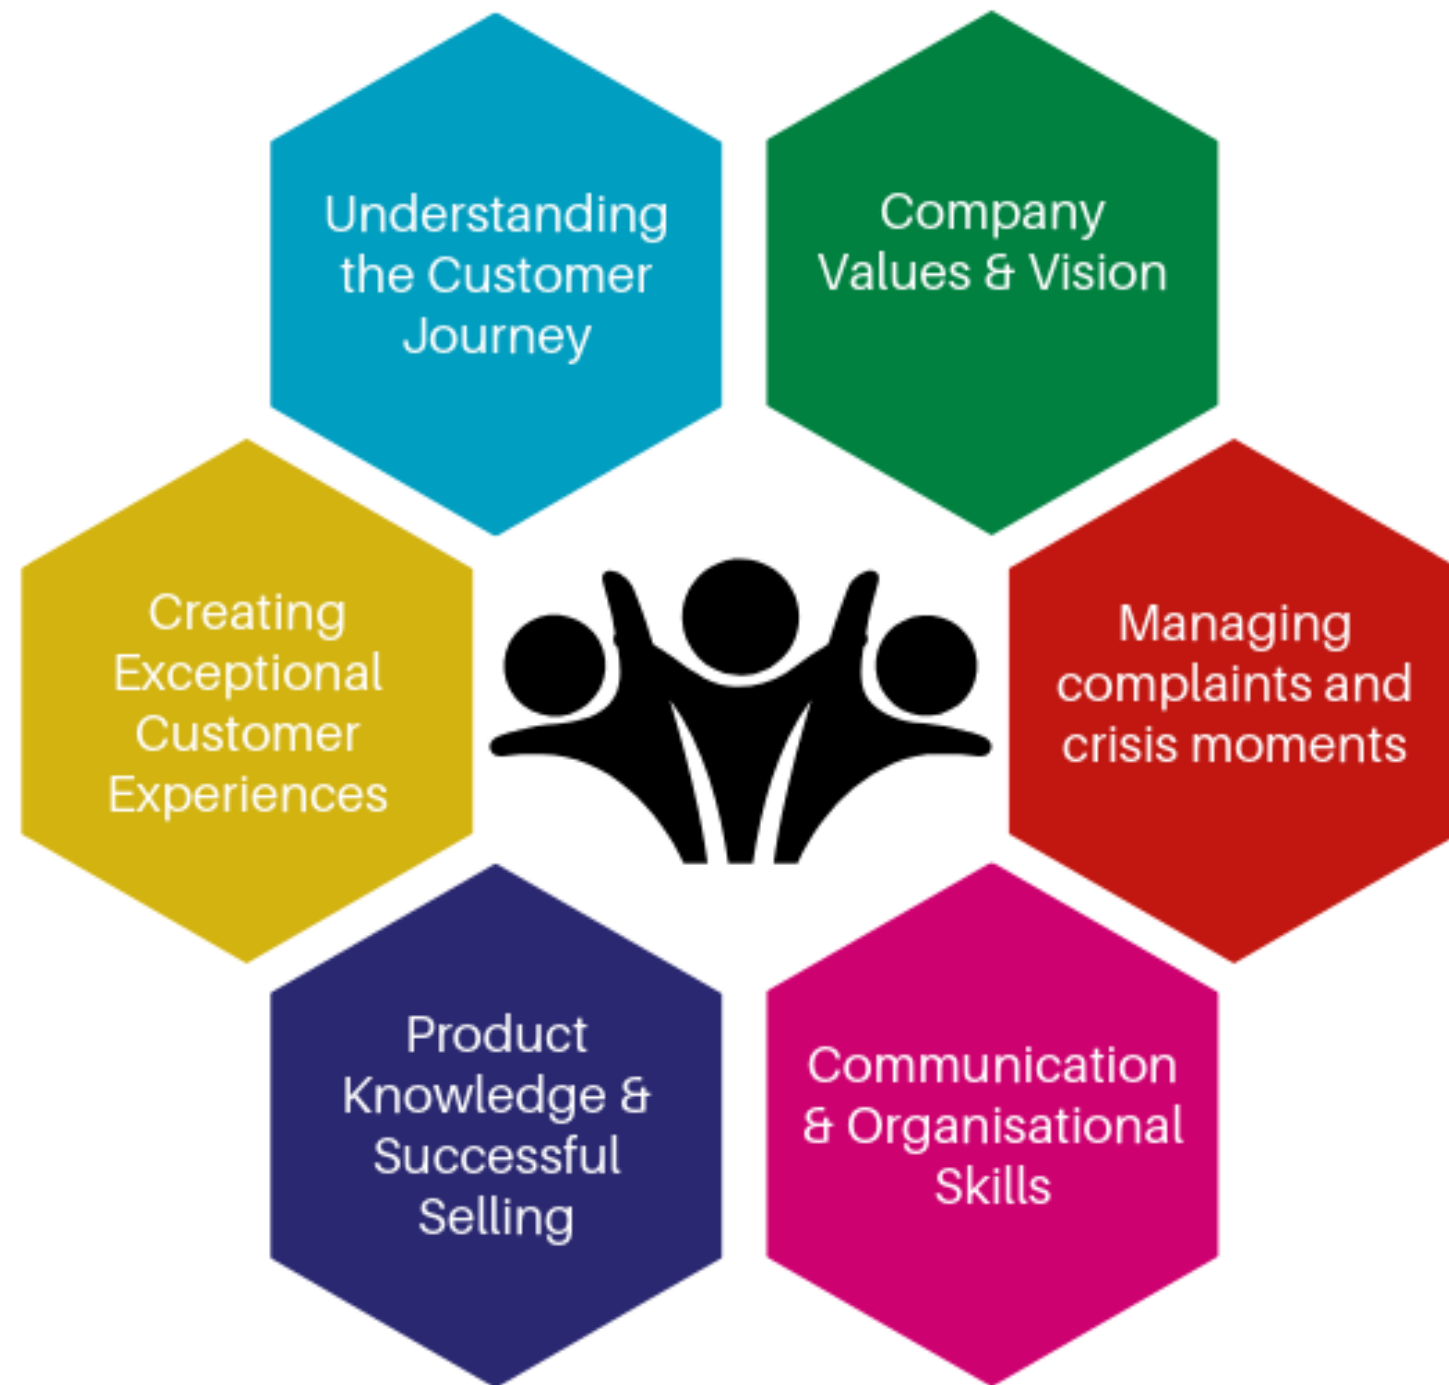 Understanding
the Customer
Journey
Company
Values & Vision
Creating
Exceptional
Customer
Experiences
Managing
complaints and
crisis moments
Product
Knowledge &
Successful
Selling
Communication
& Organisational
Skills